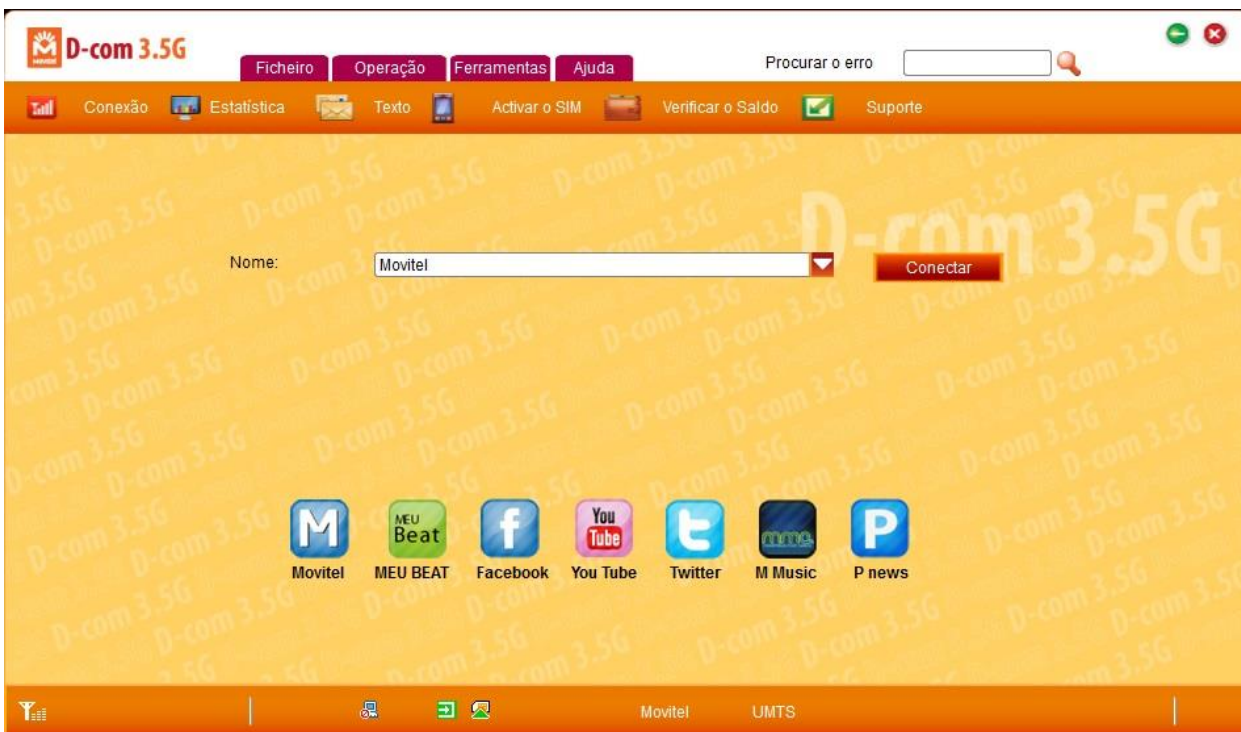 D-com 3.5G
Movitel
Ficheiro Operação Ferramentas Ajuda
Procurar o erro
Conexão Estatística Texto Activar o SIM Verificar o Saldo Suporte
D-com 3.5G
Nome: Movitel Conectar
M MEU Beat f You Tube t mme P
Movitel MEU BEAT Facebook You Tube Twitter M Music P news
Movitel UMTS